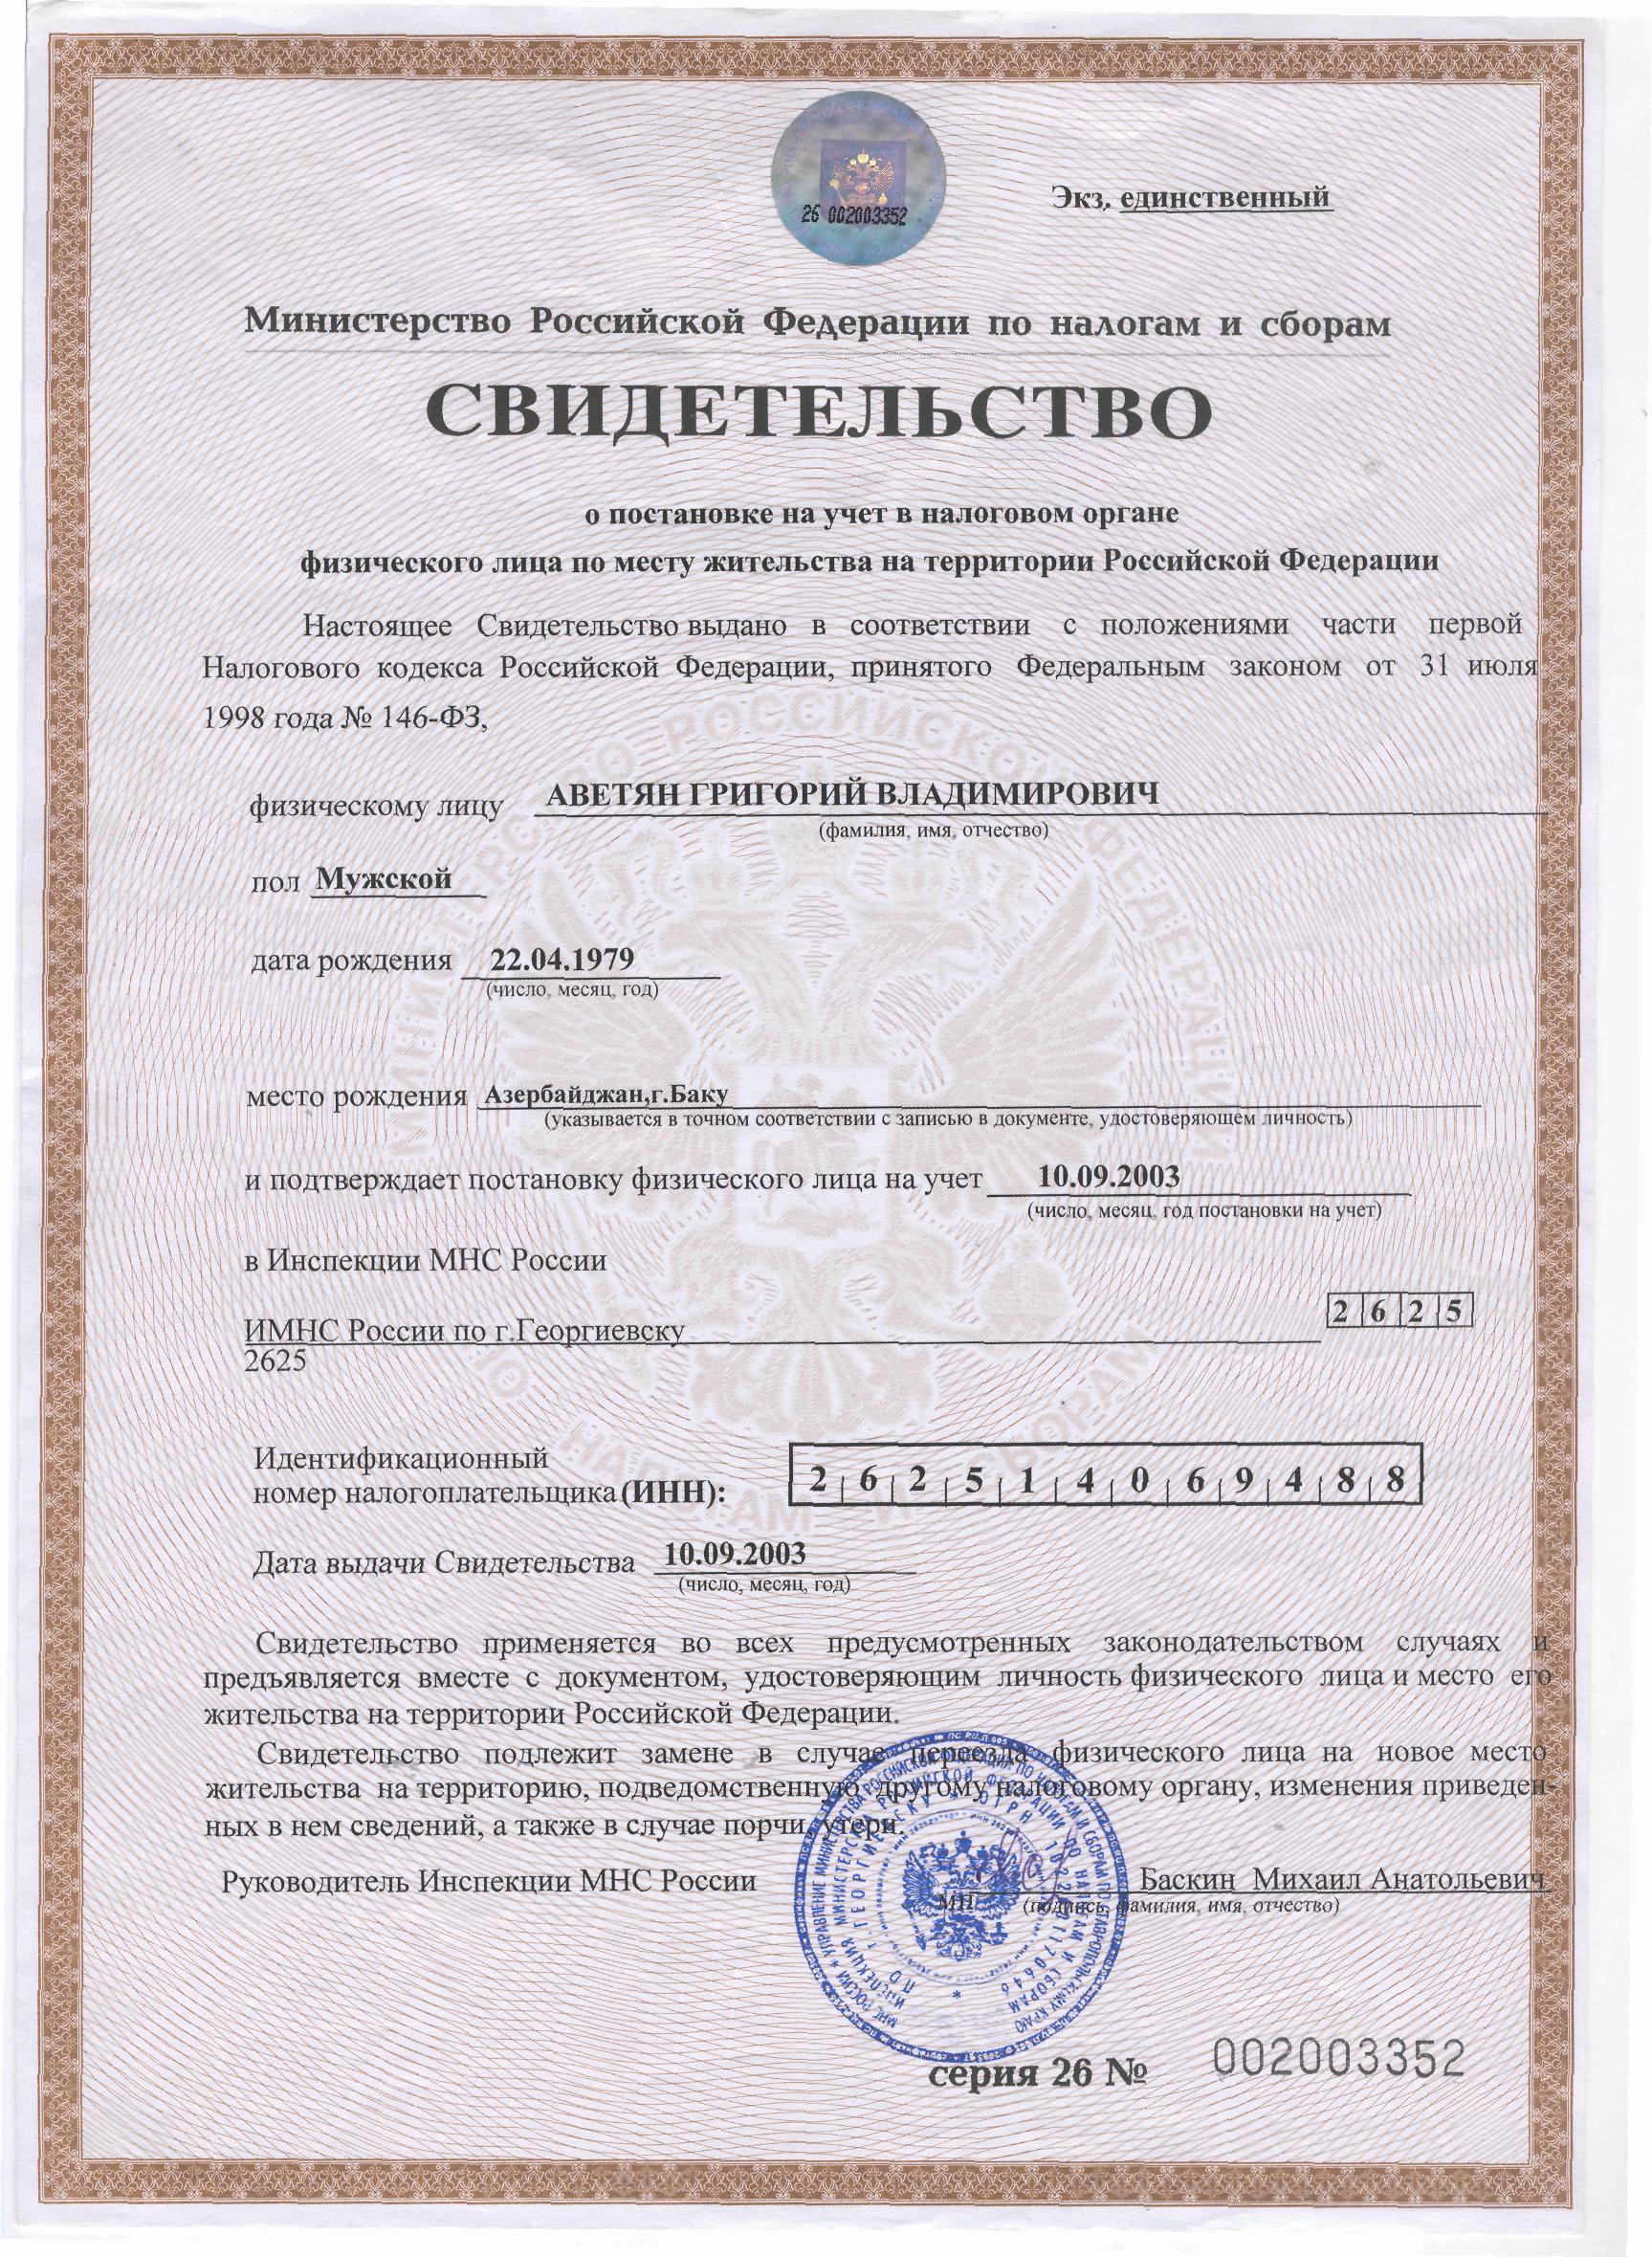 26 002003352
Экз. единственный
Министерство Российской Федерации по налогам и сборам
СВИДЕТЕЛЬСТВО
о постановке на учет в налоговом органе
физического лица по месту жительства на территории Российской Федерации
Настоящее Свидетельство выдано в соответствии с положениями части первой
Налогового кодекса Российской Федерации, принятого Федеральным законом от 31 июля
1998 года № 146-ФЗ,
физическому лицу АВЕТЯН ГРИГОРИЙ ВЛАДИМИРОВИЧ
(фамилия, имя, отчество)
пол Мужской
дата рождения 22.04.1979
(число, месяц, год)
место рождения Азербайджан,г.Баку
(указывается в точном соответствии с записью в документе, удостоверяющем личность)
и подтверждает постановку физического лица на учет 10.09.2003
(число, месяц, год постановки на учет)
в Инспекции МНС России
ИМНС России по г.Георгиевску 2625
2625
Идентификационный
номер налогоплательщика (ИНН): 262514069488
Дата выдачи Свидетельства 10.09.2003
(число, месяц, год)
Свидетельство применяется во всех предусмотренных законодательством случаях и
предъявляется вместе с документом, удостоверяющим личность физического лица и место его
жительства на территории Российской Федерации.
Свидетельство подлежит замене в случае переезда физического лица на новое место
жительства на территорию, подведомственную другому налоговому органу, изменения приведен-
ных в нем сведений, а также в случае порчи, утери.
Руководитель Инспекции МНС России Баскин Михаил Анатольевич
МП (подпись, фамилия, имя, отчество)
серия 26 № 002003352